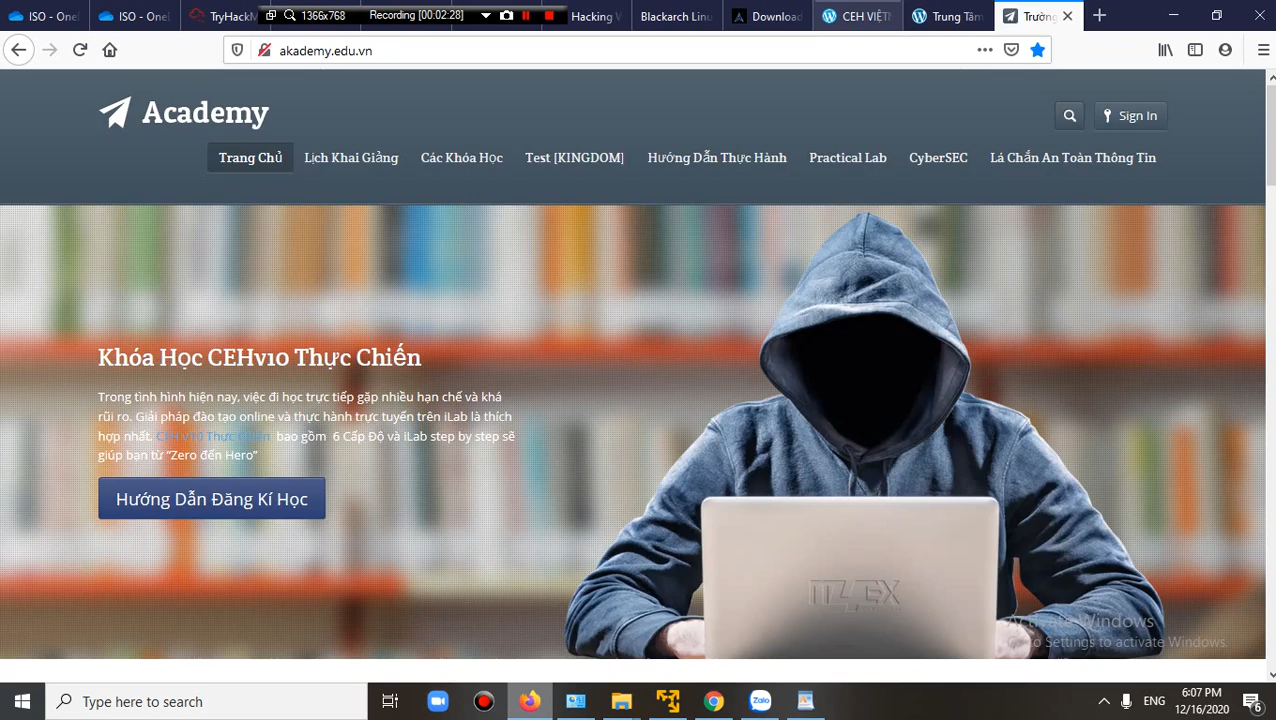 ISO - OneD
ISO - OneD
TryHackM
1366x768
Recording [00:02:28]
Hacking W
Blackarch Linu
Download
CEH VIỆTN
Trung Tâm
Trường
akademy.edu.vn
Academy
Sign In
Trang Chủ
Lịch Khai Giảng
Các Khóa Học
Test [KINGDOM]
Hướng Dẫn Thực Hành
Practical Lab
CyberSEC
Lá Chắn An Toàn Thông Tin
Khóa Học CEHv10 Thực Chiến
Trong tình hình hiện nay, việc đi học trực tiếp gặp nhiều hạn chế và khá
rũi ro. Giải pháp đào tạo online và thực hành trực tuyến trên iLab là thích
hợp nhất. CEH v10 Thực Chiến bao gồm 6 Cấp Độ và iLab step by step sẽ
giúp bạn từ "Zero đến Hero"
Hướng Dẫn Đăng Kí Học
Activate Windows
Go to Settings to activate Windows.
Type here to search
Zalo
ENG
6:07 PM
12/16/2020
6